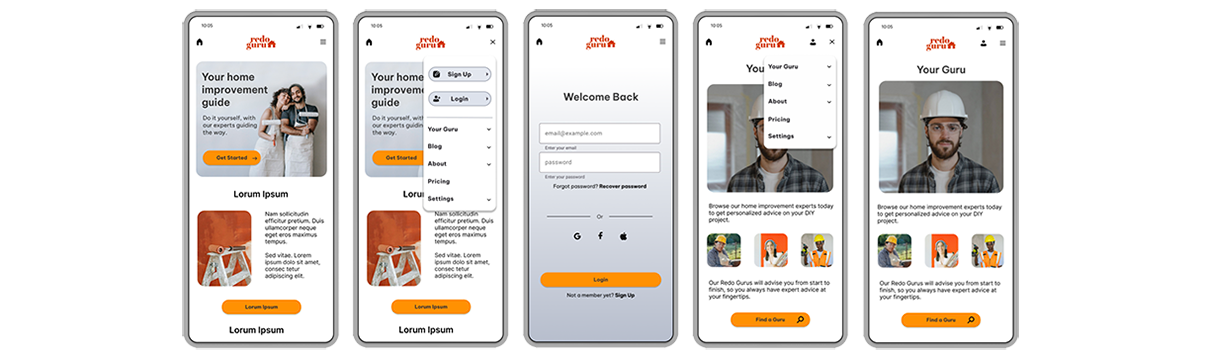 10:05
redo
guru
Your home
improvement
guide
Do it yourself, with
our experts guiding
the way.
Get Started
Lorum Ipsum
Nam sollicitudin
efficitur pretium. Duis
ullamcorper neque
eget eros maximus
tempus.
Sed vitae. Lorem
ipsum dolo sit amet,
consec tetur
adipiscing elit.
Lorum Ipsum
Lorum Ipsum
10:05
redo
guru
Sign Up
Login
Your Guru
Blog
About
Pricing
Settings
Your home
improvement
guide
Do it yourself, with
our experts guiding
the way.
Get Started
Nam sollicitudin
efficitur pretium. Duis
ullamcorper neque
eget eros maximus
tempus.
Sed vitae. Lorem
ipsum dolo sit amet,
consec tetur
adipiscing elit.
Lorum Ipsum
Lorum Ipsum
10:05
redo
guru
Welcome Back
email@example.com
Enter your email
password
Enter your password
Forgot password? Recover password
Or
Login
Not a member yet? Sign Up
10:05
redo
guru
Your Guru
Blog
About
Pricing
Settings
Browse our home improvement experts today
to get personalized advice on your DIY
project.
Our Redo Gurus will advise you from start to
finish, so you always have expert advice at
your fingertips.
Find a Guru
10:05
redo
guru
Your Guru
Browse our home improvement experts today
to get personalized advice on your DIY
project.
Our Redo Gurus will advise you from start to
finish, so you always have expert advice at
your fingertips.
Find a Guru